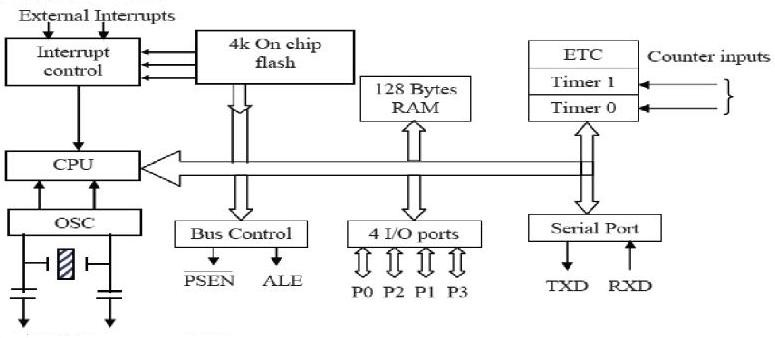 External Interrupts
Interrupt
control
4k On chip
flash
128 Bytes
RAM
ETC
Timer 1
Timer 0
Counter inputs
CPU
OSC
Bus Control
4 I/O ports
Serial Port
PSEN
ALE
P0 P2 P1 P3
TXD
RXD